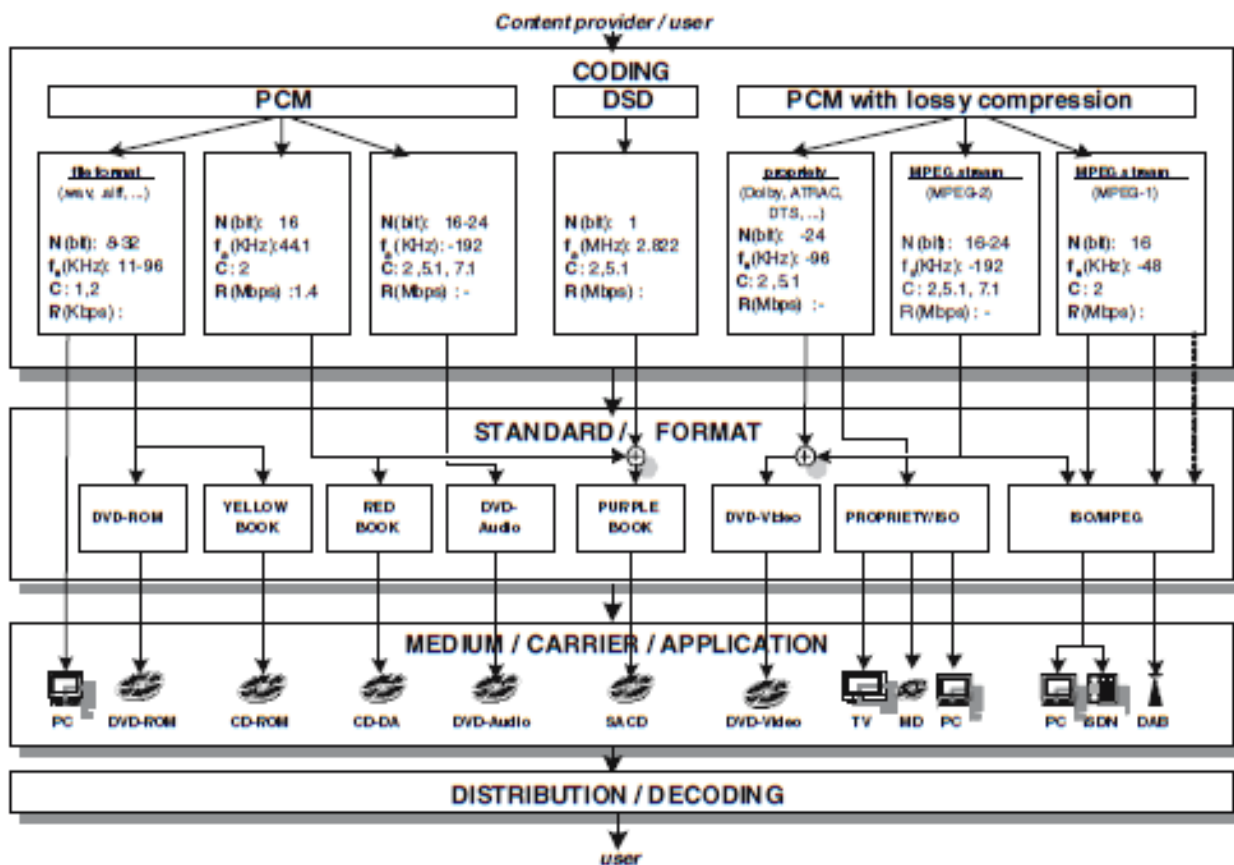 Content provider / user
CODING
PCM
DSD
PCM with lossy compression
file format
(.wav, .aiff, ...)
N(bit): 8-32
fs(KHz): 11-96
C: 1,2
R(Kbps) :
N(bit): 16
fs(KHz):44.1
C: 2
R(Mbps) :1.4
N(bit): 16-24
fs(KHz): -192
C: 2 ,5.1, 7.1
R(Mbps) : -
N(bit): 1
fs(MHz): 2.822
C: 2,5.1
R(Mbps) :
propriety
(Dolby, ATRAC,
DTS, ...)
N(bit): -24
fs(KHz): -96
C: 2 ,5.1
R(Mbps) :-
MPEG stream
(MPEG-2)
N(bit): 16-24
fs(KHz): -192
C: 2,5.1, 7.1
R(Mbps) : -
MPEG stream
(MPEG-1)
N(bit): 16
fs(KHz): -48
C: 2
R(Mbps) :
STANDARD / FORMAT
DVD-ROM
YELLOW
BOOK
RED
BOOK
DVD-
Audio
PURPLE
BOOK
DVD-Video
PROPRIETY/ISO
ISO/MPEG
MEDIUM / CARRIER / APPLICATION
PC
DVD-ROM
CD-ROM
CD-DA
DVD-Audio
SACD
DVD-Video
TV
MD
PC
PC
ISDN
DAB
DISTRIBUTION / DECODING
user